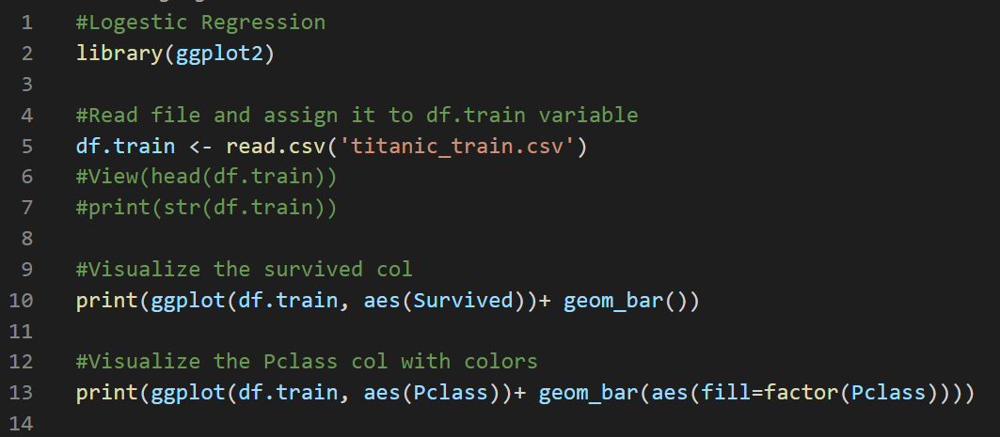 1 #Logestic Regression
2 library(ggplot2)
3
4 #Read file and assign it to df.train variable
5 df.train <- read.csv('titanic_train.csv')
6 #View(head(df.train))
7 #print(str(df.train))
8
9 #Visualize the survived col
10 print(ggplot(df.train, aes(Survived))+ geom_bar())
11
12 #Visualize the Pclass col with colors
13 print(ggplot(df.train, aes(Pclass))+ geom_bar(aes(fill=factor(Pclass))))
14